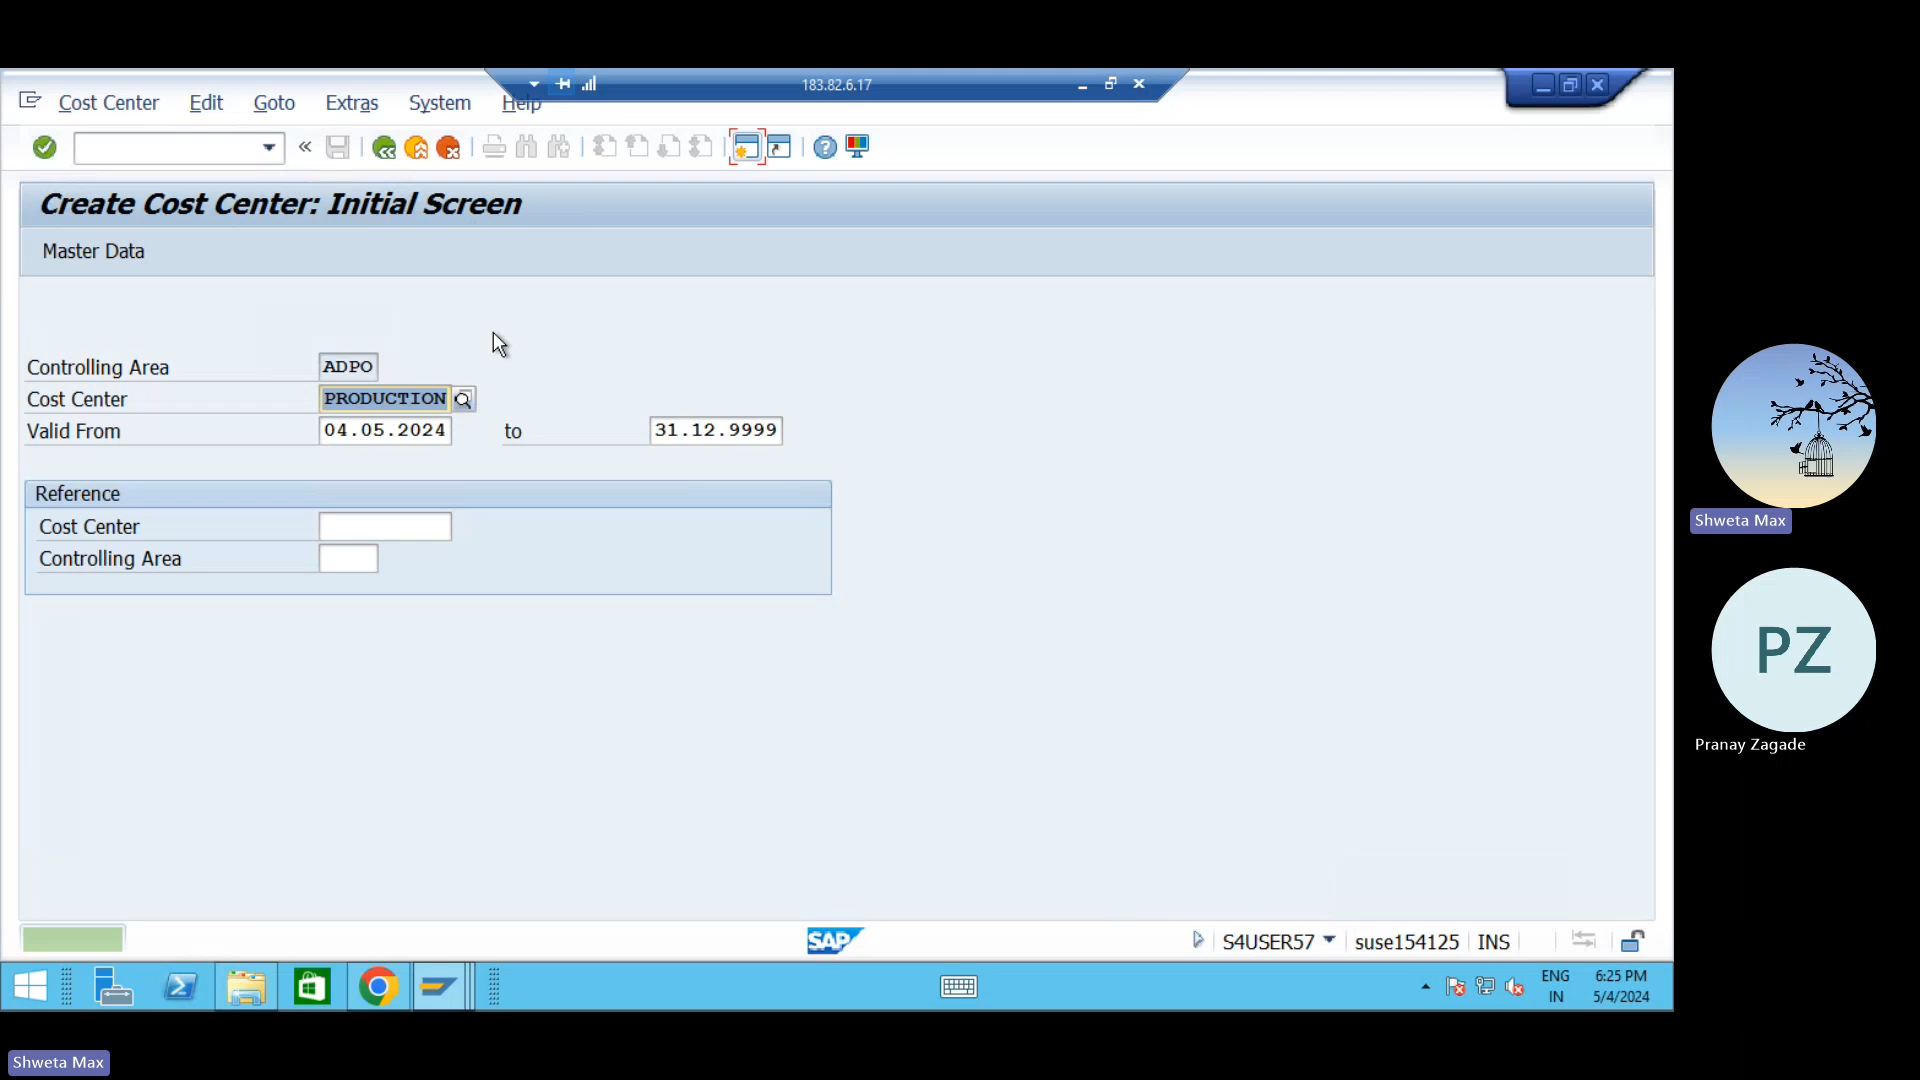 183.82.6.17
Cost Center Edit Goto Extras System Help
Create Cost Center: Initial Screen
Master Data
Controlling Area ADPO
Cost Center PRODUCTION
Valid From 04.05.2024 to 31.12.9999
Reference
Cost Center
Controlling Area
SAP S4USER57 suse154125 INS
ENG 6:25 PM
IN 5/4/2024
Shweta Max
PZ
Pranay Zagade
Shweta Max